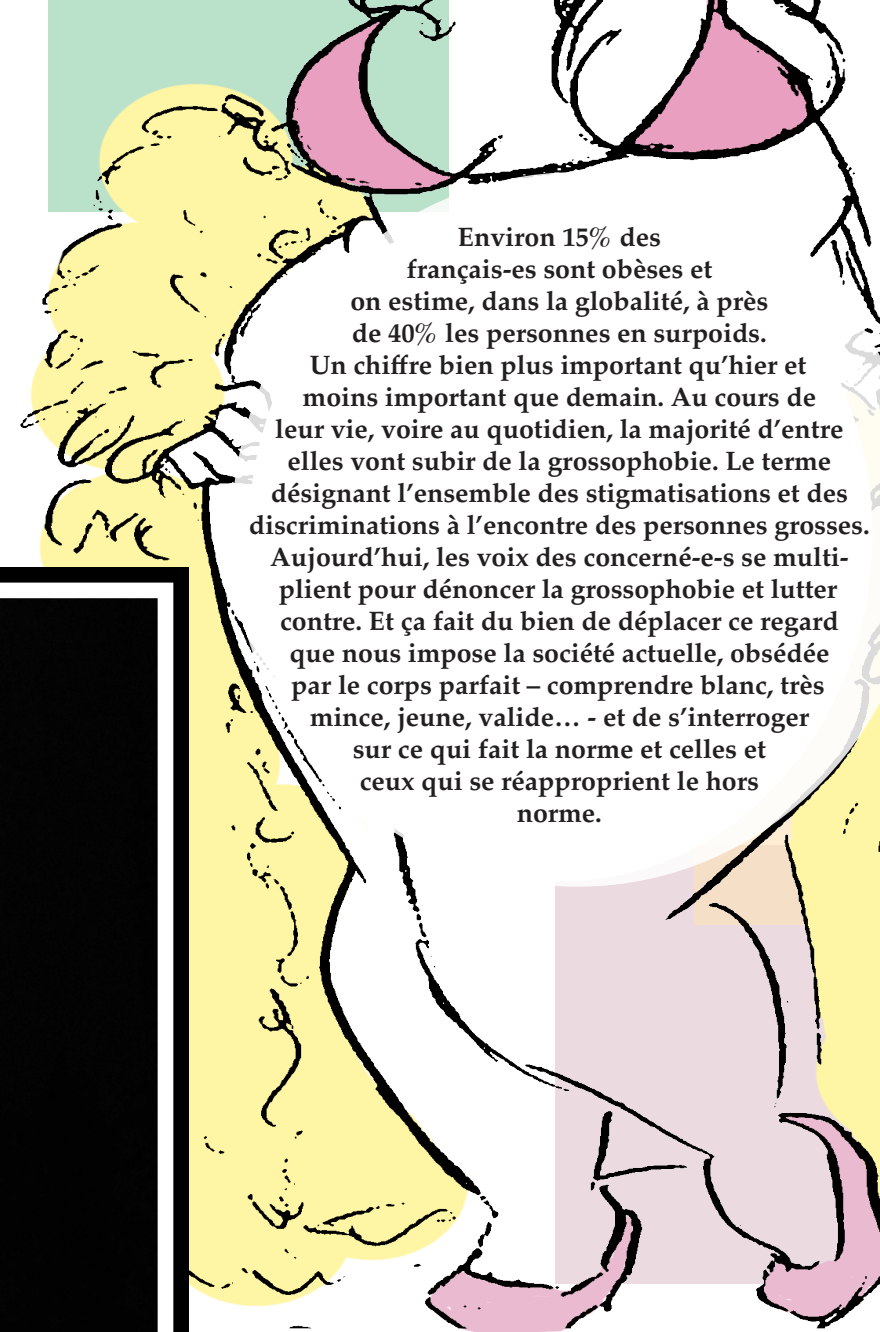 Environ 15% des
français-es sont obèses et
on estime, dans la globalité, à près
de 40% les personnes en surpoids.
Un chiffre bien plus important qu’hier et
moins important que demain. Au cours de
leur vie, voire au quotidien, la majorité d’entre
elles vont subir de la grossophobie. Le terme
désignant l’ensemble des stigmatisations et des
discriminations à l’encontre des personnes grosses.
Aujourd’hui, les voix des concerné-e-s se multi-
plient pour dénoncer la grossophobie et lutter
contre. Et ça fait du bien de déplacer ce regard
que nous impose la société actuelle, obsédée
par le corps parfait – comprendre blanc, très
mince, jeune, valide… - et de s’interroger
sur ce qui fait la norme et celles et
ceux qui se réapproprient le hors
norme.